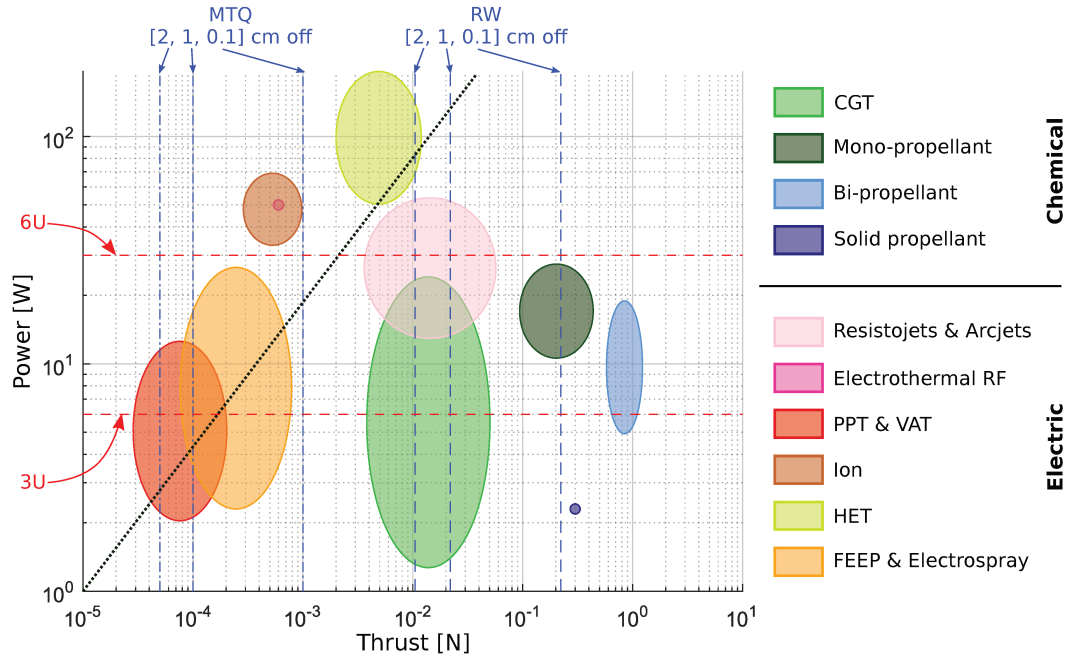 MTQ
[2, 1, 0.1] cm off
RW
[2, 1, 0.1] cm off
10^2
10^1
10^0
6U
3U
Power [W]
10^-5
10^-4
10^-3
10^-2
10^-1
10^0
10^1
Thrust [N]
CGT
Mono-propellant
Bi-propellant
Solid propellant
Chemical
Resistojets & Arcjets
Electrothermal RF
PPT & VAT
Ion
HET
FEEP & Electrospray
Electric